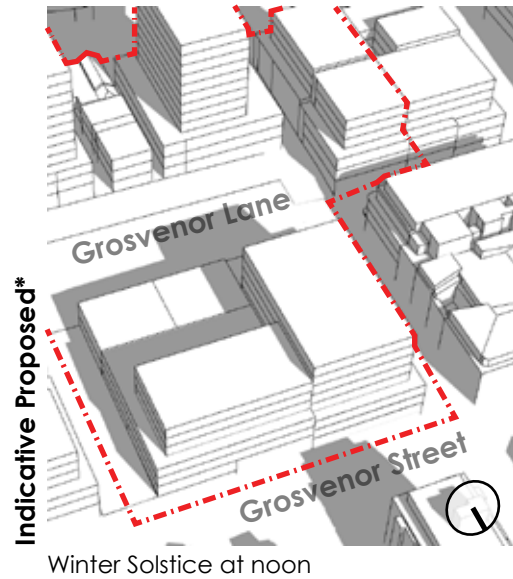 Grosvenor Lane
Indicative Proposed*
Grosvenor Street
Winter Solstice at noon